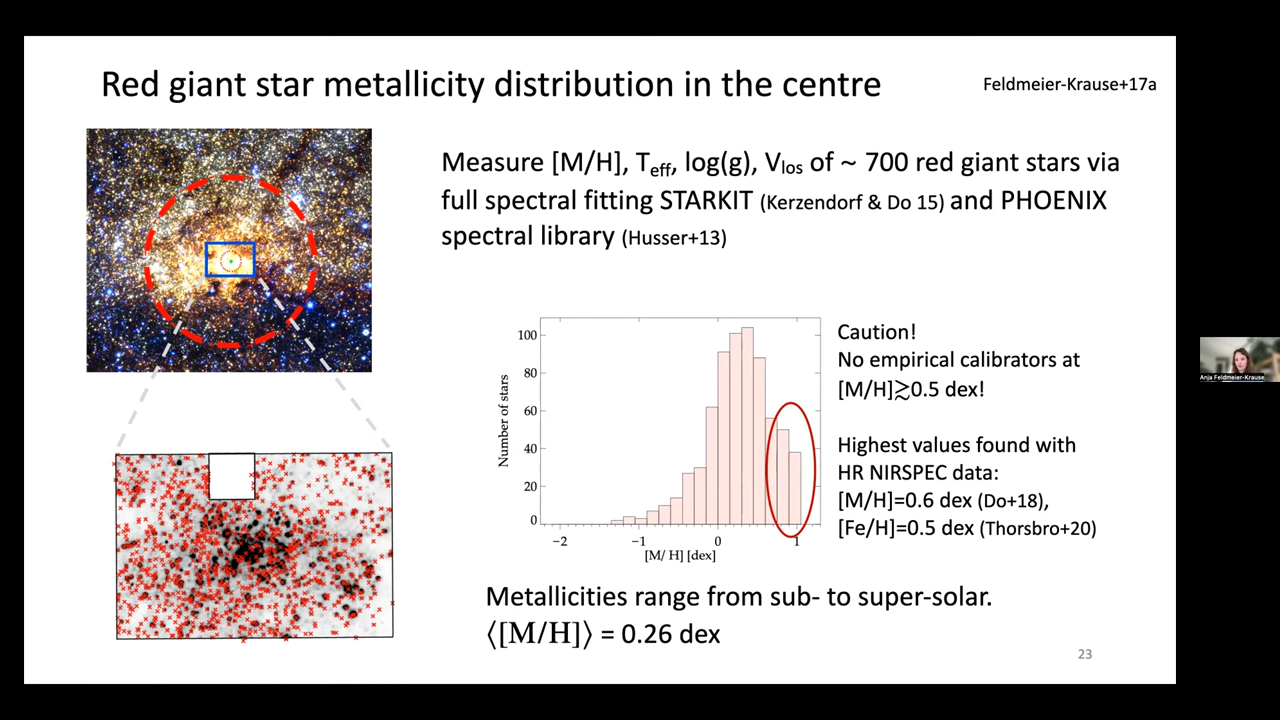 Red giant star metallicity distribution in the centre
Feldmeier-Krause+17a
Measure [M/H], Teff, log(g), Vlos of ~ 700 red giant stars via
full spectral fitting STARKIT (Kerzendorf & Do 15) and PHOENIX
spectral library (Husser+13)
100
80
60
40
20
0
Number of stars
−2
−1
0
1
[M/ H] [dex]
Caution!
No empirical calibrators at
[M/H]≳0.5 dex!
Highest values found with
HR NIRSPEC data:
[M/H]=0.6 dex (Do+18),
[Fe/H]=0.5 dex (Thorsbro+20)
Metallicities range from sub- to super-solar.
⟨[M/H]⟩ = 0.26 dex
23
Anja Feldmeier-Krause